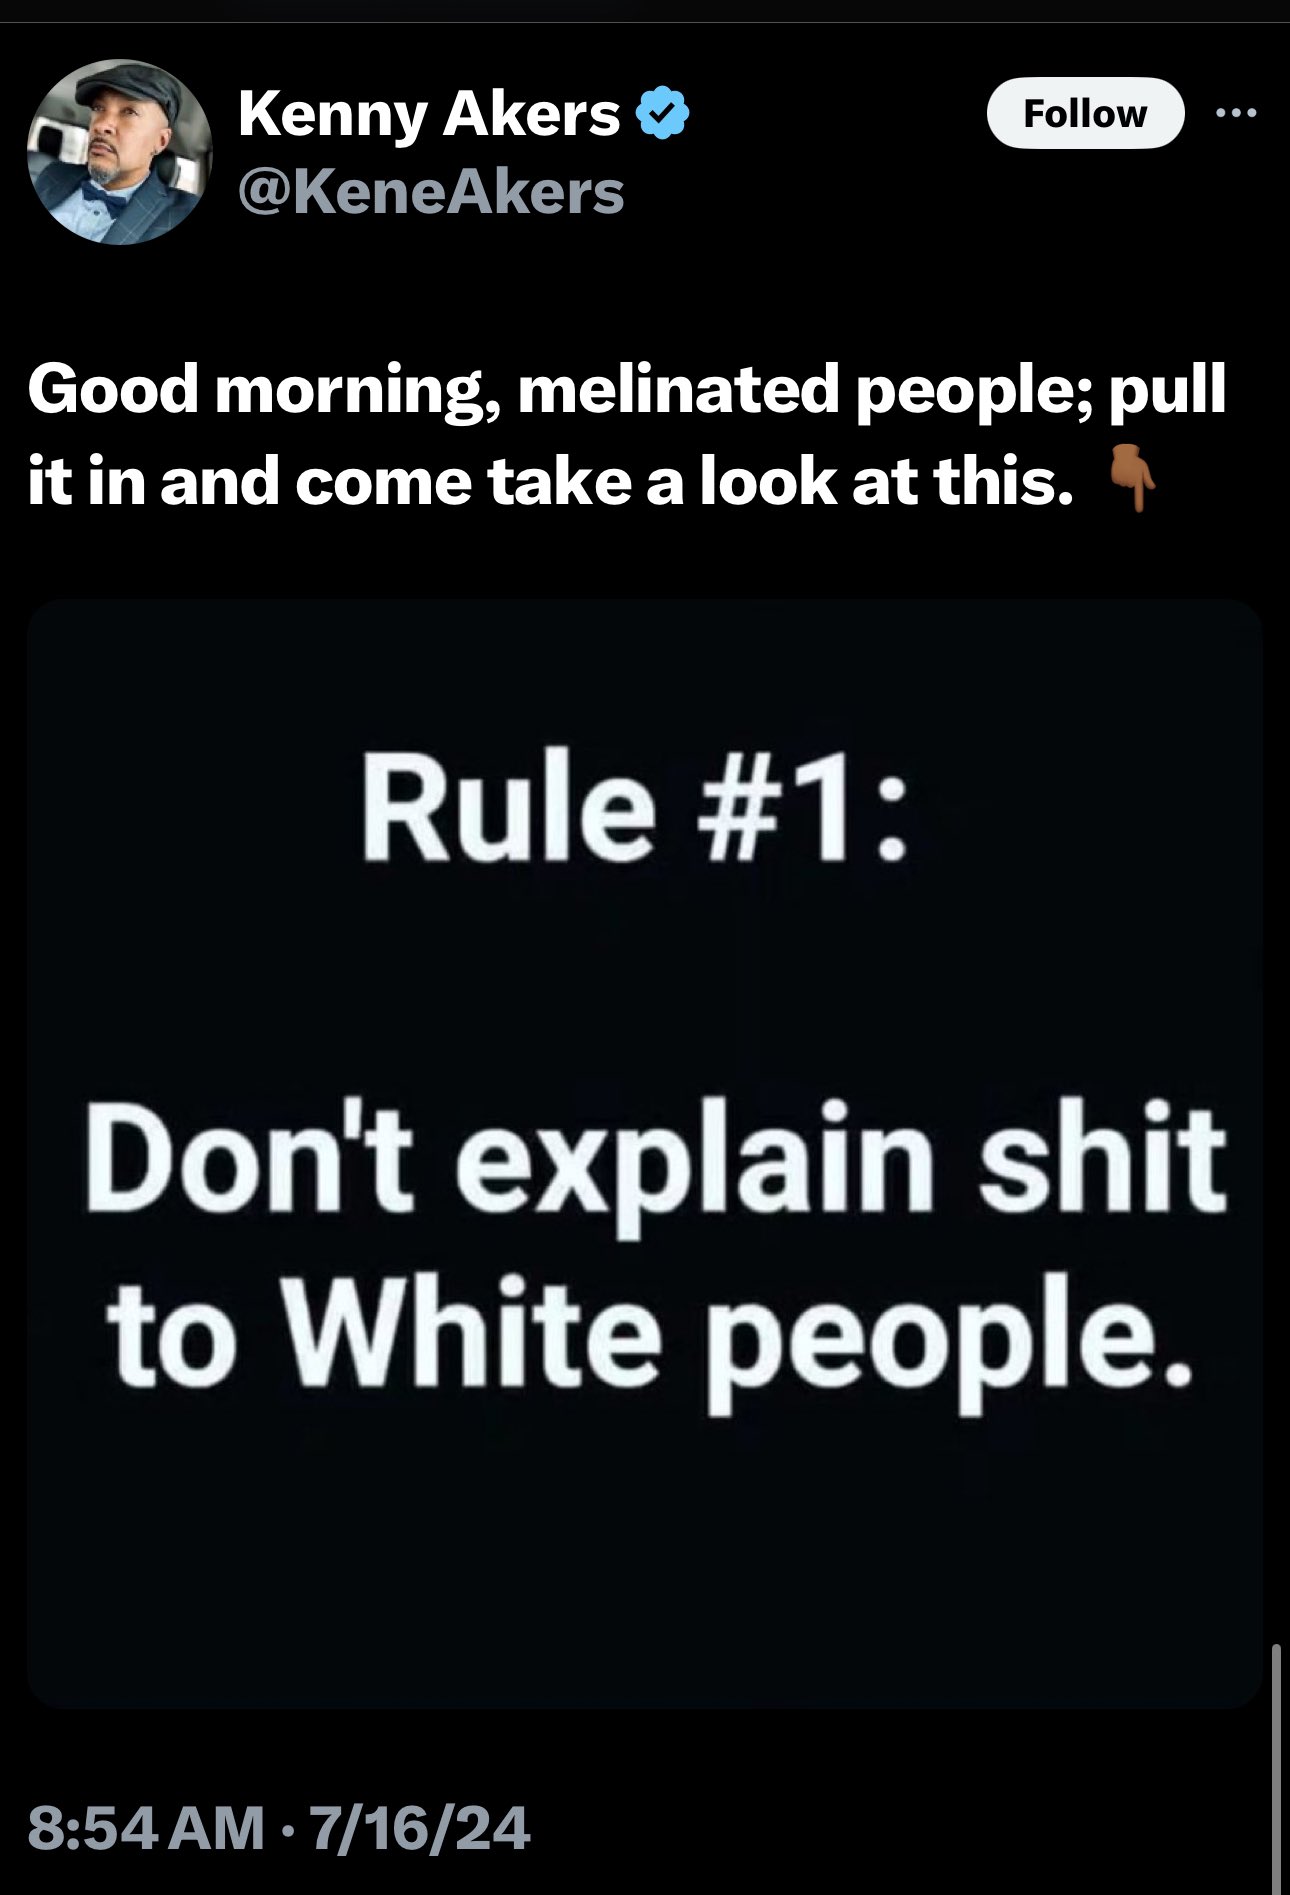 Kenny Akers
Follow
@KeneAkers
Good morning, melinated people; pull
it in and come take a look at this. 👇🏾
Rule #1:
Don't explain shit
to White people.
8:54 AM · 7/16/24